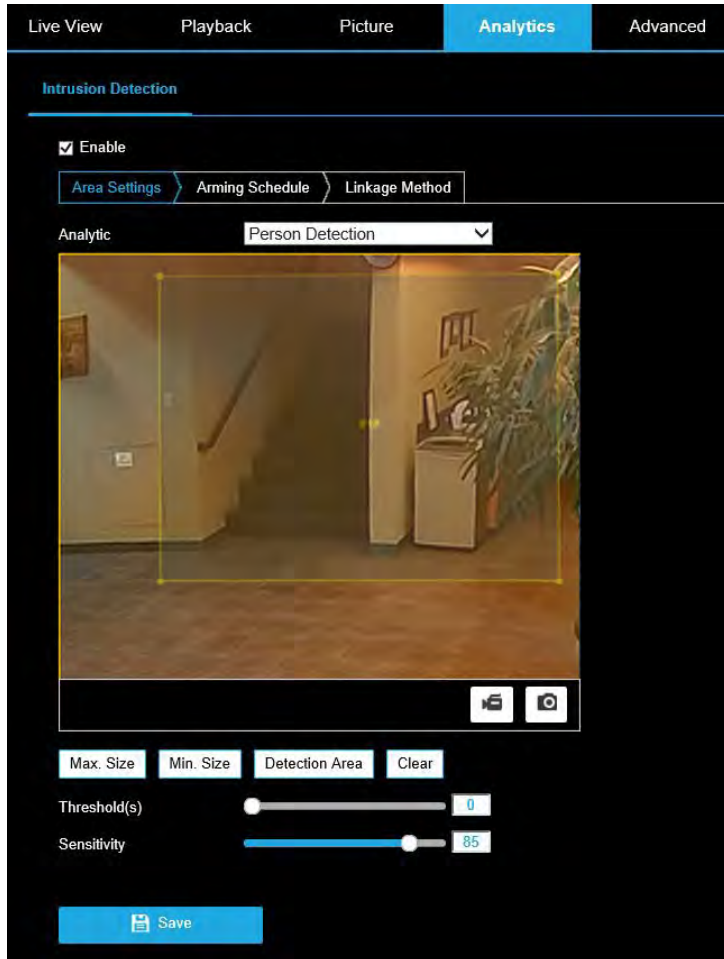 Live View Playback Picture Analytics Advanced
Intrusion Detection
Enable
Area Settings Arming Schedule Linkage Method
Analytic Person Detection
Max. Size Min. Size Detection Area Clear
Threshold(s) 0
Sensitivity 85
Save